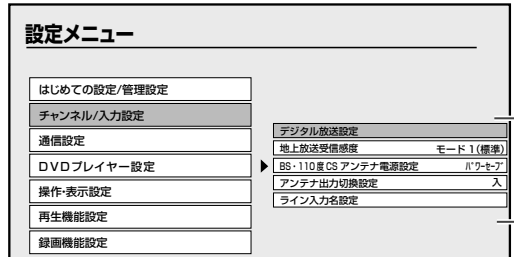 設定メニュー
はじめての設定/管理設定
チャンネル/入力設定
通信設定
DVDプレイヤー設定
操作・表示設定
再生機能設定
録画機能設定
デジタル放送設定
地上放送受信感度 モード1(標準)
BS・110度CSアンテナ電源設定 パワーセーブ
アンテナ出力切換設定 入
ライン入力名設定